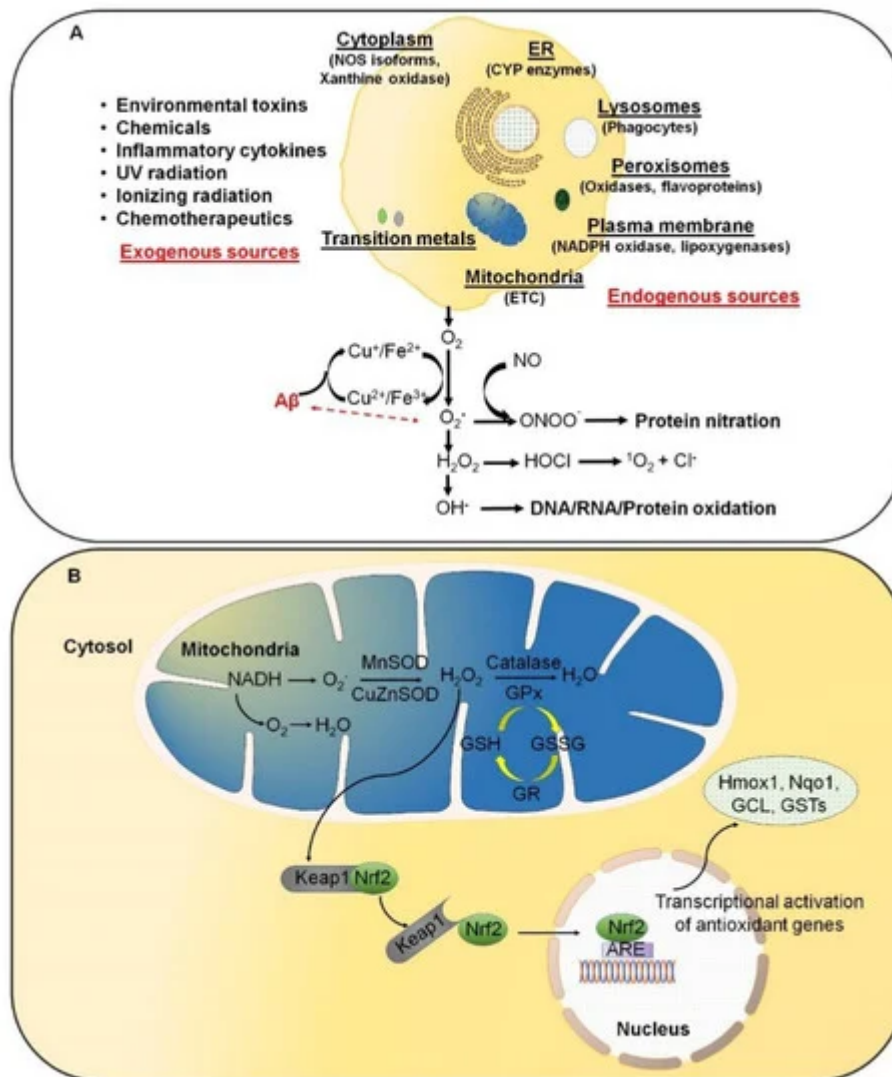 A
Cytoplasm
(NOS isoforms,
Xanthine oxidase)
ER
(CYP enzymes)
Lysosomes
(Phagocytes)
Peroxisomes
(Oxidases, flavoproteins)
Plasma membrane
(NADPH oxidase, lipoxygenases)
• Environmental toxins
• Chemicals
• Inflammatory cytokines
• UV radiation
• Ionizing radiation
• Chemotherapeutics
Exogenous sources
Transition metals
Mitochondria
(ETC)
Endogenous sources
O₂
Cu⁺/Fe²⁺
NO
Aβ
Cu²⁺/Fe³⁺
O₂•
ONOO⁻
Protein nitration
H₂O₂
HOCl
¹O₂ + Cl•
OH•
DNA/RNA/Protein oxidation
B
Cytosol
Mitochondria
NADH
O₂•
MnSOD
CuZnSOD
H₂O₂
Catalase
GPx
H₂O
O₂
H₂O
GSH
GSSG
GR
Hmox1, Nqo1,
GCL, GSTs
Keap1
Nrf2
Keap1
Nrf2
Transcriptional activation
of antioxidant genes
Nrf2
ARE
Nucleus